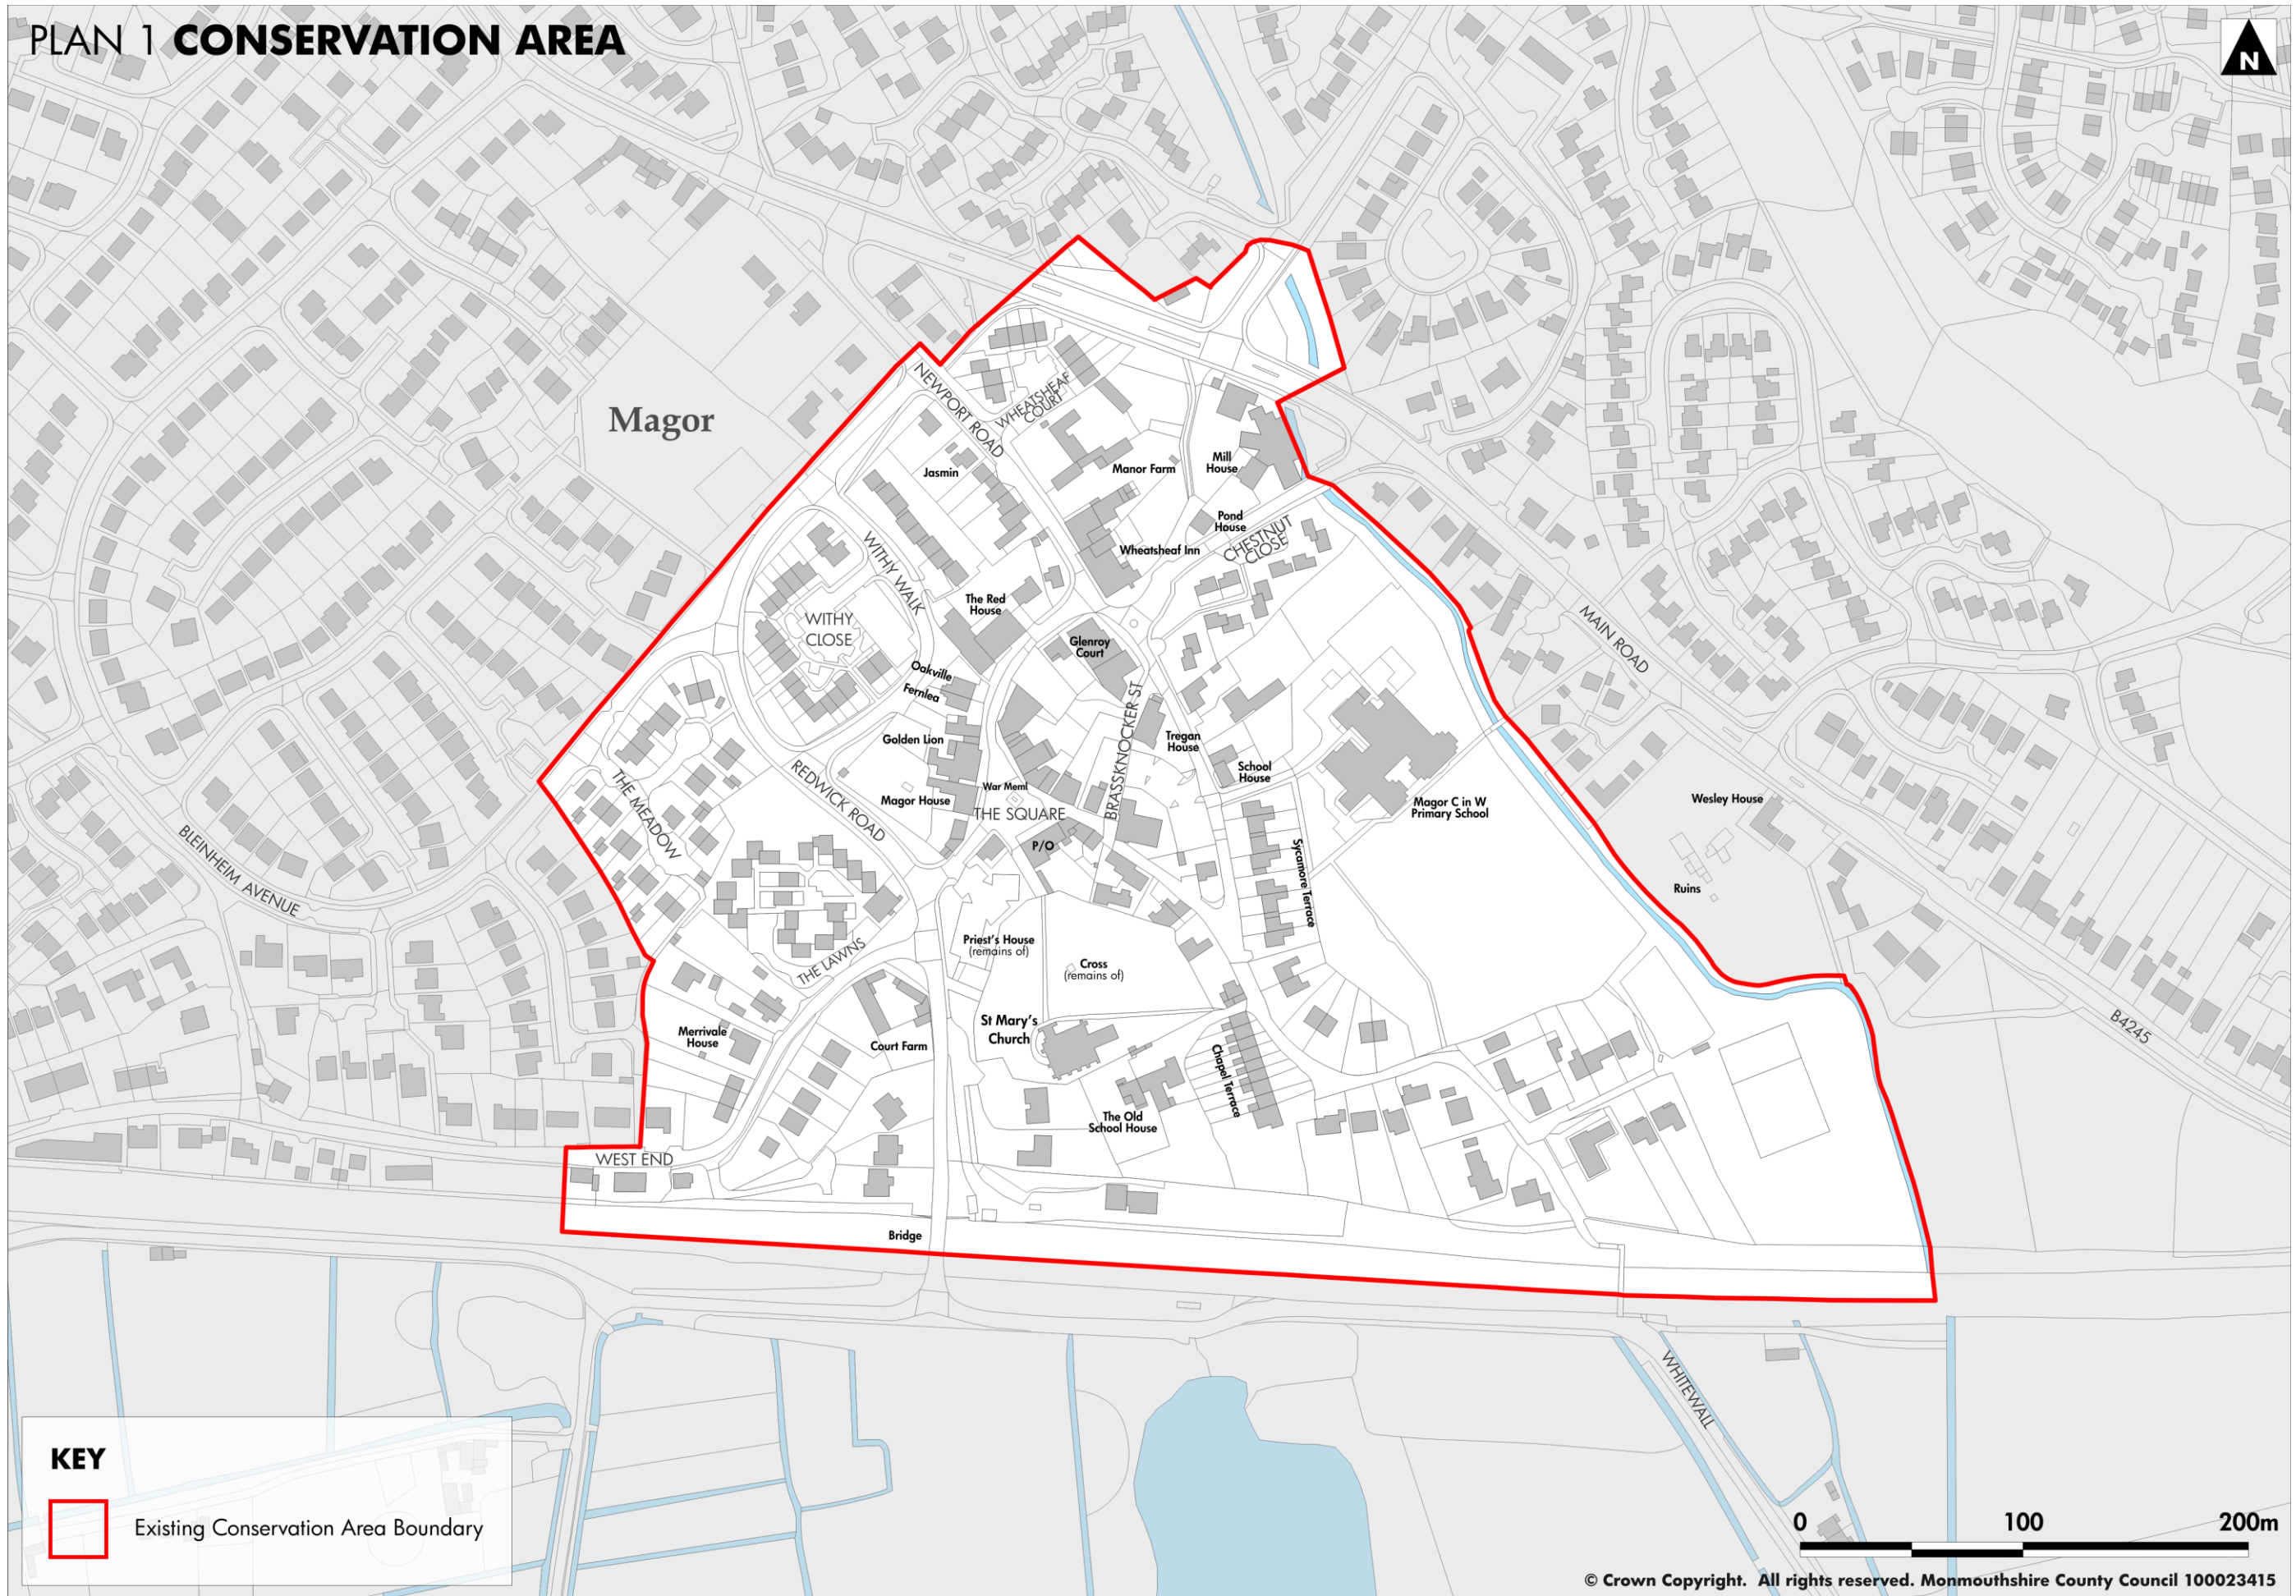 PLAN 1 CONSERVATION AREA
N
Magor
NEWPORT ROAD
WHEATSHEAF
COURT
Jasmin
Manor Farm
Mill
House
Pond
House
CHESTNUT
CLOSE
Wheatsheaf Inn
WITHY WALK
The Red
House
WITHY
CLOSE
Glenroy
Court
Oakville
Fernlea
MAIN ROAD
BRASSKNOCKER ST
Golden Lion
Tregan
House
School
House
THE MEADOW
REDWICK ROAD
War Meml
Magor House
THE SQUARE
Magor C in W
Primary School
Wesley House
BLEINHEIM AVENUE
P/O
Sycamore Terrace
Ruins
THE LAWNS
Priest's House
(remains of)
Cross
(remains of)
St Mary's
Church
Merrivale
House
Court Farm
Chapel Terrace
B4245
The Old
School House
WEST END
Bridge
WHITEWALL
KEY
Existing Conservation Area Boundary
0 100 200m
© Crown Copyright. All rights reserved. Monmouthshire County Council 100023415